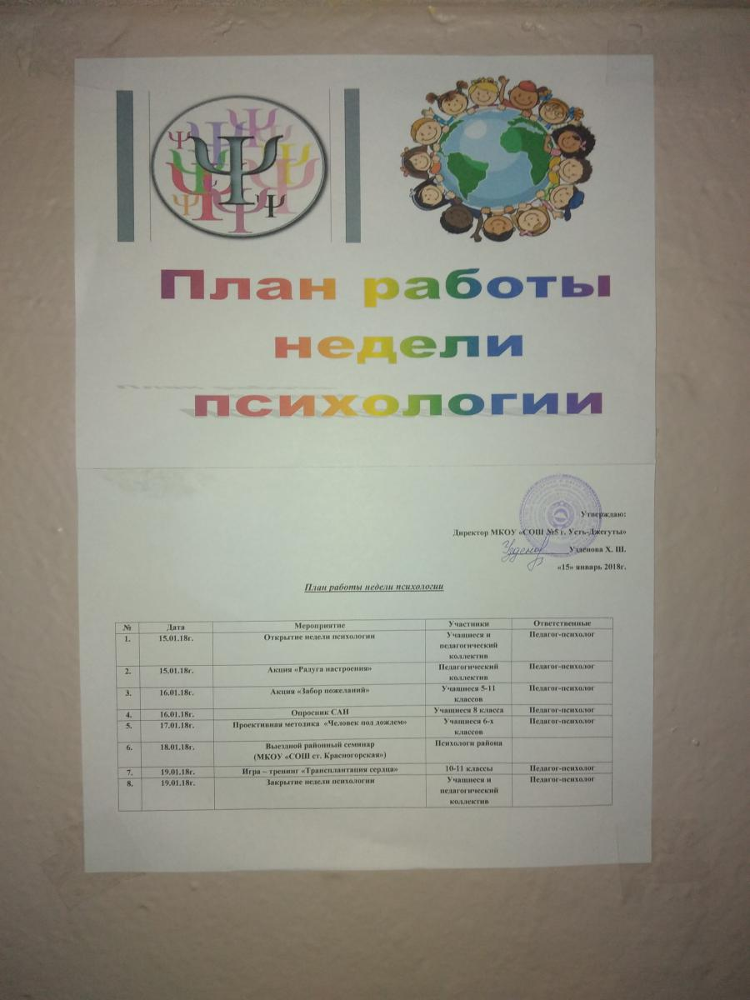 План работы
недели
психологии
Утверждаю:
Директор МКОУ «СОШ №5 г. Усть-Джегуты»
Узденова Х. Ш.
«15» январь 2018г.
План работы недели психологии
№ Дата Мероприятие Участники Ответственные
1. 15.01.18г. Открытие недели психологии Учащиеся и Педагог-психолог
педагогический
коллектив
2. 15.01.18г. Акция «Радуга настроения» Педагогический Педагог-психолог
коллектив
3. 16.01.18г. Акция «Забор пожеланий» Учащиеся 5-11 Педагог-психолог
классов
4. 16.01.18г. Опросник САН Учащиеся 8 класса Педагог-психолог
5. 17.01.18г. Проективная методика «Человек под дождем» Учащиеся 6-х Педагог-психолог
классов
6. 18.01.18г. Выездной районный семинар Психологи района
(МКОУ «СОШ ст. Красногорская»)
7. 19.01.18г. Игра – тренинг «Трансплантация сердца» 10-11 классы Педагог-психолог
8. 19.01.18г. Закрытие недели психологии Учащиеся и Педагог-психолог
педагогический
коллектив